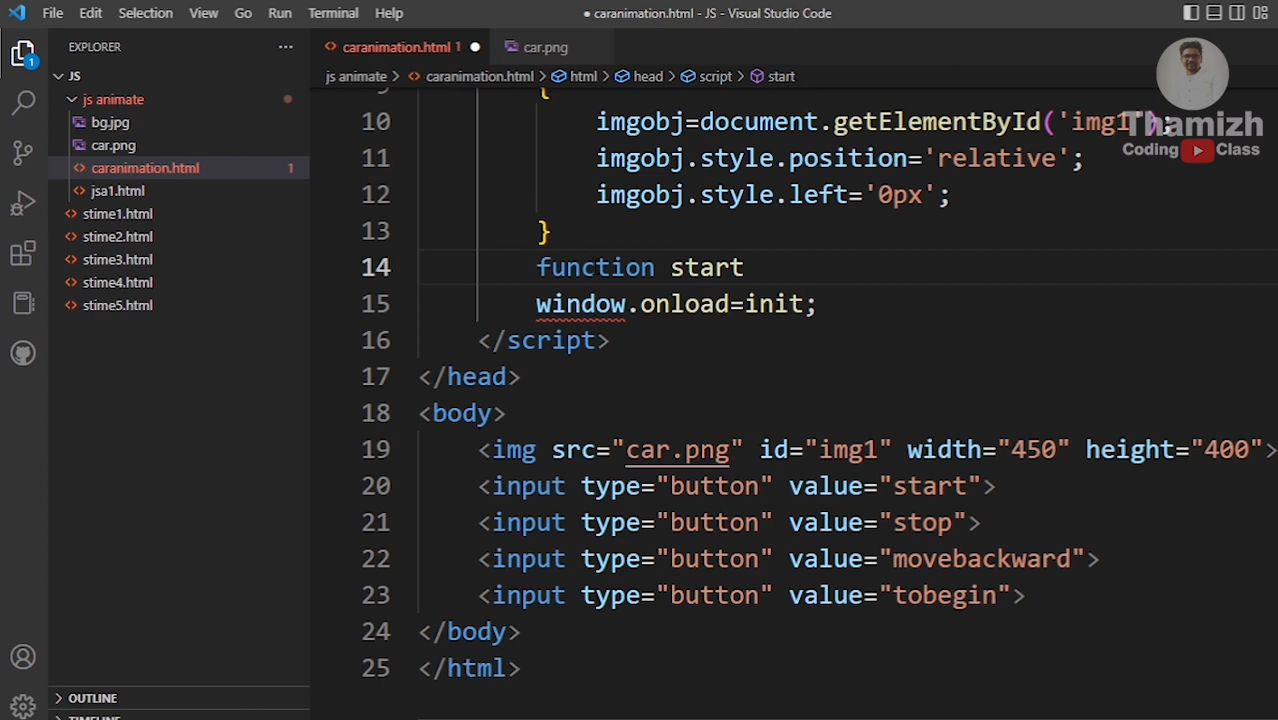 File Edit Selection View Go Run Terminal Help
● caranimation.html - JS - Visual Studio Code
EXPLORER
caranimation.html 1
car.png
js animate > caranimation.html > html > head > script > start
JS
js animate
bg.jpg
car.png
caranimation.html 1
jsa1.html
stime1.html
stime2.html
stime3.html
stime4.html
stime5.html
OUTLINE
TIMELINE
1
{
10 imgobj=document.getElementById('img1');
11 imgobj.style.position='relative';
12 imgobj.style.left='0px';
13 }
14 function start
15 window.onload=init;
16 </script>
17 </head>
18 <body>
19 <img src="car.png" id="img1" width="450" height="400">
20 <input type="button" value="start">
21 <input type="button" value="stop">
22 <input type="button" value="movebackward">
23 <input type="button" value="tobegin">
24 </body>
25 </html>
Thamizh
Coding Class